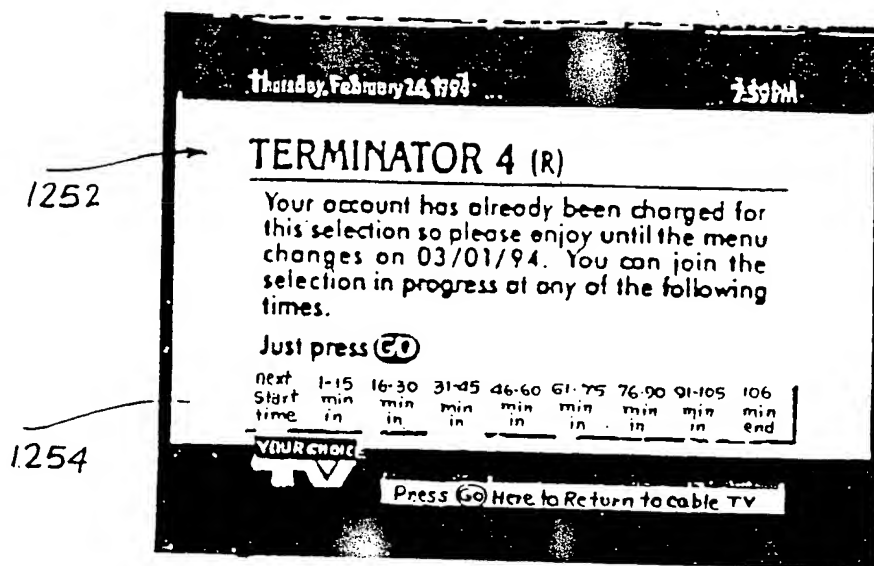 Thursday, February 24, 1994 7:59PM
TERMINATOR 4 (R)
1252
Your account has already been charged for
this selection so please enjoy until the menu
changes on 03/01/94. You can join the
selection in progress at any of the following
times.
Just press GO
next 1-15 16-30 31-45 46-60 61-75 76-90 91-105 106
Start min min min min min min min min
time in in in in in in in end
1254
YOUR CHOICE
TV
Press GO Here to Return to cable TV